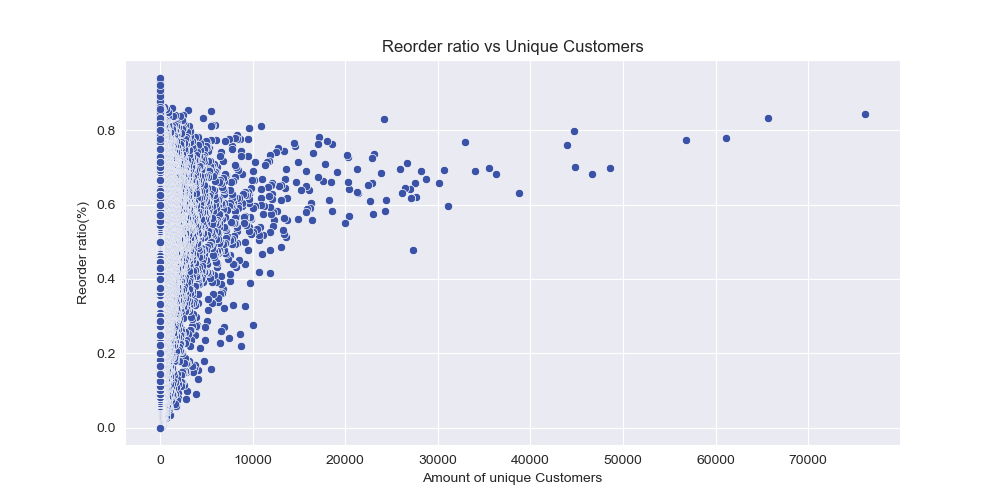 Reorder ratio vs Unique Customers
0.8
0.6
0.4
0.2
0.0
Reorder ratio(%)
0 10000 20000 30000 40000 50000 60000 70000
Amount of unique Customers